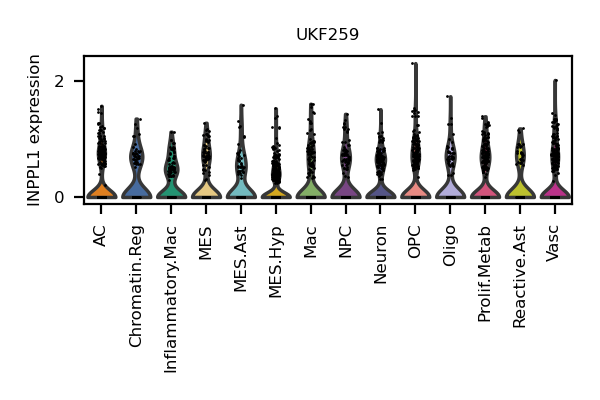 UKF259
INPPL1 expression
2
0
AC
Chromatin.Reg
Inflammatory.Mac
MES
MES.Ast
MES.Hyp
Mac
NPC
Neuron
OPC
Oligo
Prolif.Metab
Reactive.Ast
Vasc